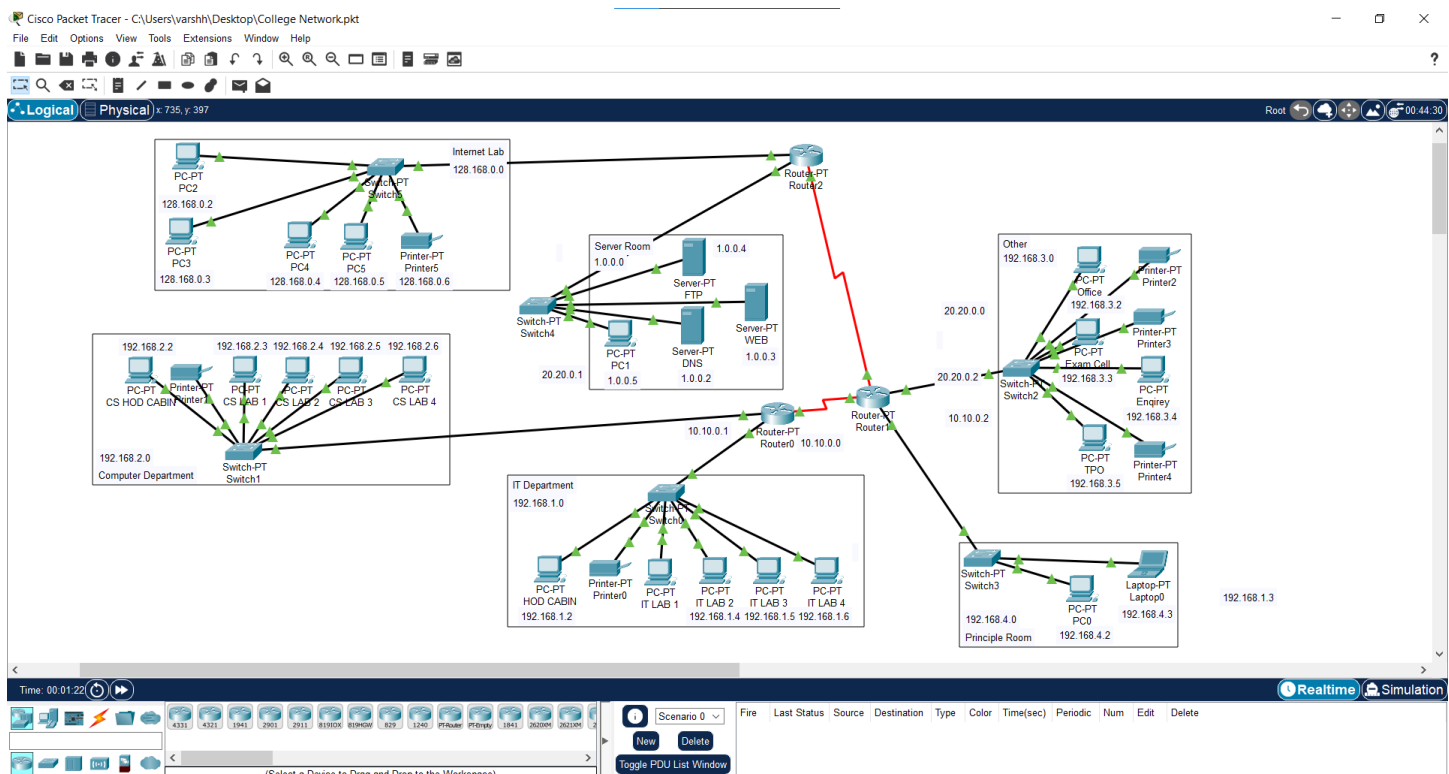 Cisco Packet Tracer - C:\Users\varshh\Desktop\College Network.pkt
File Edit Options View Tools Extensions Window Help
?
Logical Physical x: 735, y: 397 Root 00:44:30
Internet Lab
128.168.0.0
PC-PT
PC2
128.168.0.2
Switch-PT
Switch5
PC-PT
PC3
128.168.0.3
PC-PT
PC4
128.168.0.4
PC-PT
PC5
128.168.0.5
Printer-PT
Printer5
128.168.0.6
Router-PT
Router2
Server Room
1.0.0.0
1.0.0.4
Server-PT
FTP
Switch-PT
Switch4
Server-PT
WEB
1.0.0.3
Server-PT
DNS
1.0.0.2
PC-PT
PC1
1.0.0.5
20.20.0.1
Other
192.168.3.0
PC-PT
Office
192.168.3.2
Printer-PT
Printer2
Printer-PT
Printer3
PC-PT
Exam Cell
192.168.3.3
Switch-PT
Switch2
PC-PT
Enqirey
192.168.3.4
PC-PT
TPO
192.168.3.5
Printer-PT
Printer4
20.20.0.0
20.20.0.2
10.10.0.2
Router-PT
Router1
192.168.2.2 192.168.2.3 192.168.2.4 192.168.2.5 192.168.2.6
PC-PT
CS HOD CABIN
Printer-PT
Printer1
PC-PT
CS LAB 1
PC-PT
CS LAB 2
PC-PT
CS LAB 3
PC-PT
CS LAB 4
192.168.2.0
Computer Department
Switch-PT
Switch1
10.10.0.1
Router-PT
Router0
10.10.0.0
IT Department
192.168.1.0
Switch-PT
Switch0
PC-PT
HOD CABIN
192.168.1.2
Printer-PT
Printer0
PC-PT
IT LAB 1
PC-PT
IT LAB 2
192.168.1.4
PC-PT
IT LAB 3
192.168.1.5
PC-PT
IT LAB 4
192.168.1.6
Switch-PT
Switch3
PC-PT
PC0
192.168.4.2
Laptop-PT
Laptop0
192.168.4.3
192.168.4.0
Principle Room
192.168.1.3
Time: 00:01:22 Realtime Simulation
4331 4321 1941 2901 2911 819IOX 819HGW 829 1240 PT-Router PT-Empty 1841 2620XM 2621XM 2
(Select a Device to Drag and Drop to the Workspace)
Scenario 0
New Delete
Toggle PDU List Window
Fire Last Status Source Destination Type Color Time(sec) Periodic Num Edit Delete